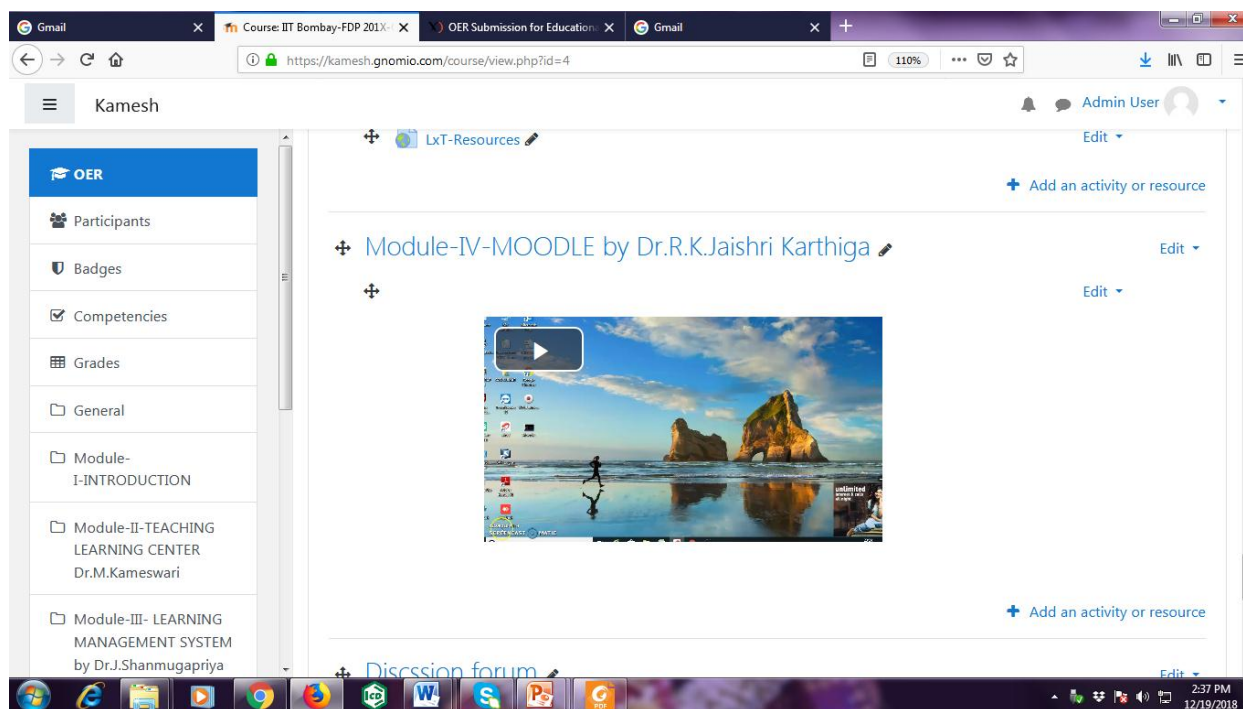 Gmail
Course: IIT Bombay-FDP 201X-
OER Submission for Educationa
Gmail
https://kamesh.gnomio.com/course/view.php?id=4
110%
Kamesh
Admin User
LxT-Resources
Edit
OER
Add an activity or resource
Participants
Module-IV-MOODLE by Dr.R.K.Jaishri Karthiga
Edit
Badges
Edit
Competencies
Grades
General
Module-
I-INTRODUCTION
unlimited
Module-II-TEACHING
LEARNING CENTER
Dr.M.Kameswari
Add an activity or resource
Module-III- LEARNING
MANAGEMENT SYSTEM
by Dr.J.Shanmugapriya
Discssion forum
Edit
2:37 PM
12/19/2018